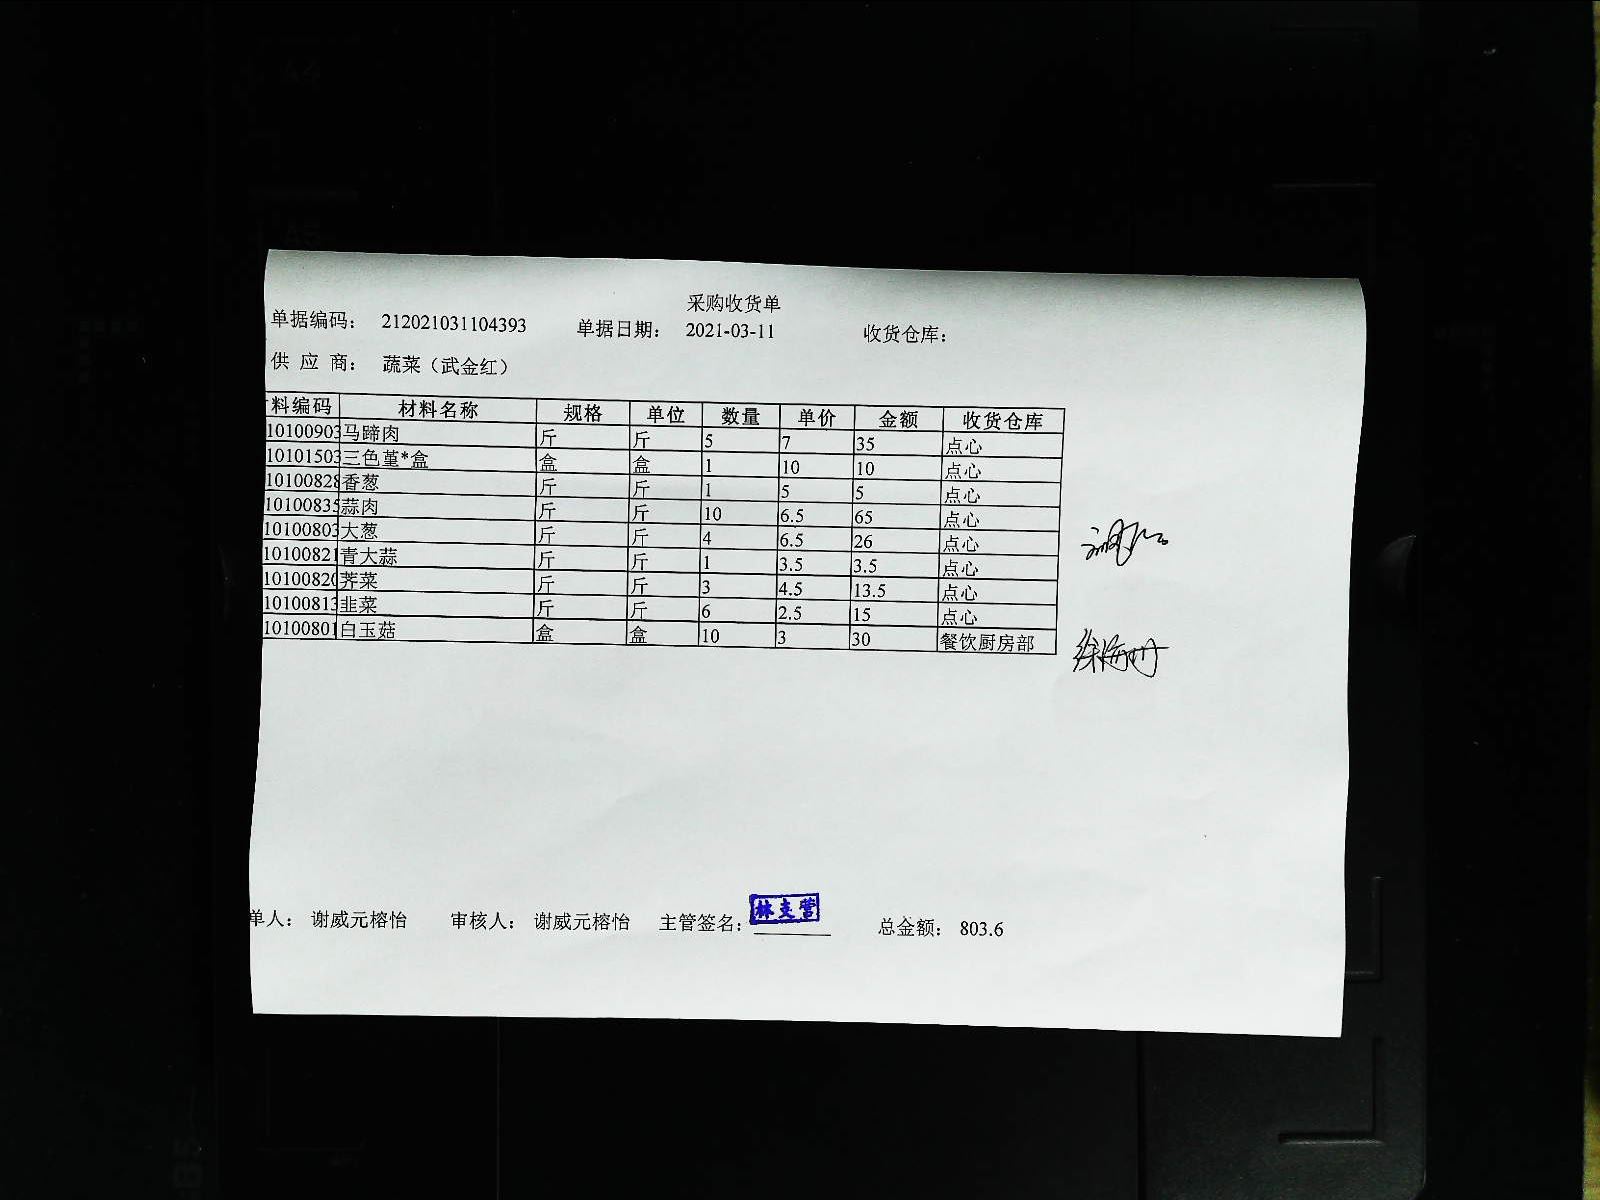 采购收货单
单据编码： 212021031104393 单据日期： 2021-03-11 收货仓库：
供 应 商： 蔬菜（武金红）
料编码 材料名称 规格 单位 数量 单价 金额 收货仓库
10100903 马蹄肉 斤 斤 5 7 35 点心
10101503 三色堇*盒 盒 盒 1 10 10 点心
10100828 香葱 斤 斤 1 5 5 点心
10100835 蒜肉 斤 斤 10 6.5 65 点心
10100803 大葱 斤 斤 4 6.5 26 点心
10100821 青大蒜 斤 斤 1 3.5 3.5 点心
10100820 荠菜 斤 斤 3 4.5 13.5 点心
10100813 韭菜 斤 斤 6 2.5 15 点心
10100801 白玉菇 盒 盒 10 3 30 餐饮厨房部
单人： 谢威元榕怡 审核人： 谢威元榕怡 主管签名： 林支营 总金额： 803.6